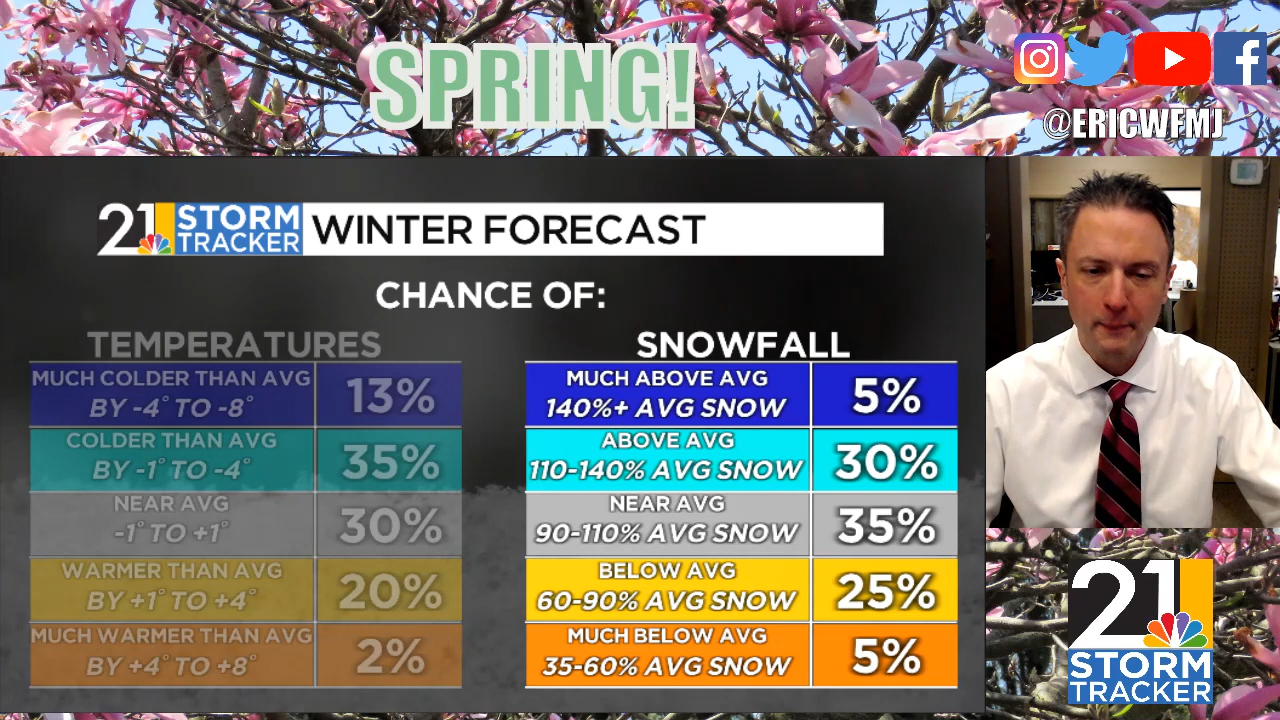 SPRING!
@ERICWFMJ
21 STORM TRACKER WINTER FORECAST
CHANCE OF:
TEMPERATURES
MUCH COLDER THAN AVG
BY -4° TO -8°
13%
COLDER THAN AVG
BY -1° TO -4°
35%
NEAR AVG
-1° TO +1°
30%
WARMER THAN AVG
BY +1° TO +4°
20%
MUCH WARMER THAN AVG
BY +4° TO +8°
2%
SNOWFALL
MUCH ABOVE AVG
140%+ AVG SNOW
5%
ABOVE AVG
110-140% AVG SNOW
30%
NEAR AVG
90-110% AVG SNOW
35%
BELOW AVG
60-90% AVG SNOW
25%
MUCH BELOW AVG
35-60% AVG SNOW
5%
21
STORM
TRACKER